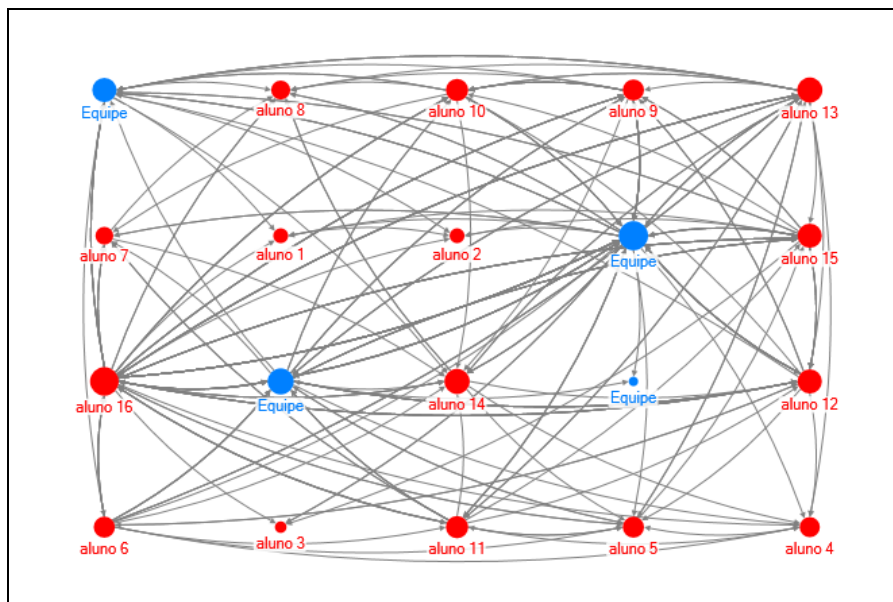 Equipe
aluno 8
aluno 10
aluno 9
aluno 13
aluno 7
aluno 1
aluno 2
Equipe
aluno 15
aluno 16
Equipe
aluno 14
Equipe
aluno 12
aluno 6
aluno 3
aluno 11
aluno 5
aluno 4